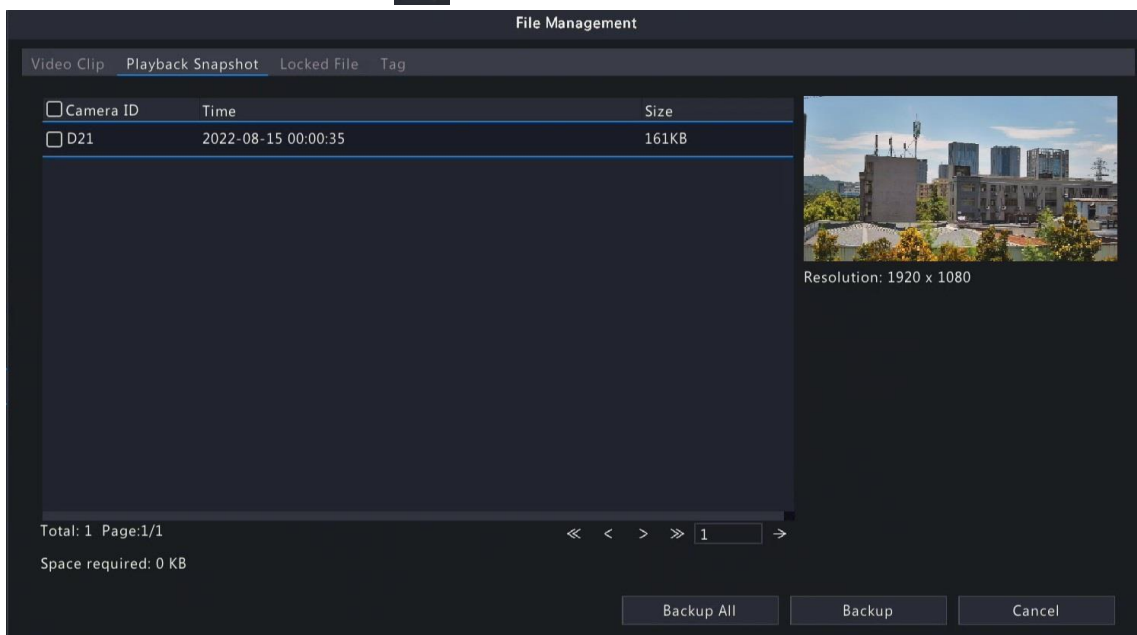 File Management
Video Clip Playback Snapshot Locked File Tag
Camera ID Time Size
D21 2022-08-15 00:00:35 161KB
Resolution: 1920 x 1080
Total: 1 Page:1/1
≪ < > ≫ 1 →
Space required: 0 KB
Backup All Backup Cancel